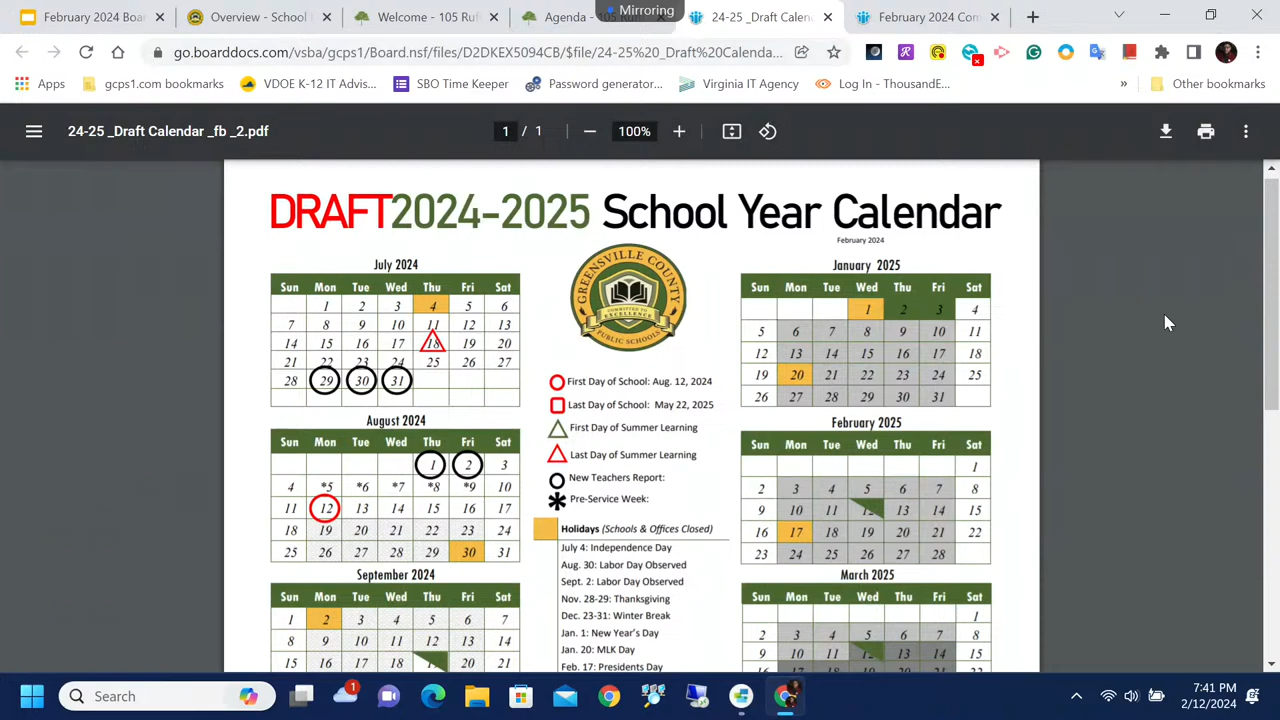 Mirroring
February 2024 Boar
Overview - School
Welcome - 105 Ruf
Agenda - 105 Ruf
24-25 _Draft Calend
February 2024 Com
go.boarddocs.com/vsba/gcps1/Board.nsf/files/D2DKEX5094CB/$file/24-25%20_Draft%20Calenda...
Apps
gcps1.com bookmarks
VDOE K-12 IT Advis...
SBO Time Keeper
Password generator...
Virginia IT Agency
Log In - ThousandE...
»
Other bookmarks
24-25 _Draft Calendar _fb _2.pdf
1 / 1
100%
DRAFT2024-2025 School Year Calendar
February 2024
July 2024
Sun Mon Tue Wed Thu Fri Sat
1 2 3 4 5 6
7 8 9 10 11 12 13
14 15 16 17 18 19 20
21 22 23 24 25 26 27
28 29 30 31
August 2024
Sun Mon Tue Wed Thu Fri Sat
1 2 3
4 *5 *6 *7 *8 *9 10
11 12 13 14 15 16 17
18 19 20 21 22 23 24
25 26 27 28 29 30 31
September 2024
Sun Mon Tue Wed Thu Fri Sat
1 2 3 4 5 6 7
8 9 10 11 12 13 14
15 16 17 18 20 21
GREENSVILLE COUNTY
COMMITTED TO
EXCELLENCE
PUBLIC SCHOOLS
First Day of School: Aug. 12, 2024
Last Day of School: May 22, 2025
First Day of Summer Learning
Last Day of Summer Learning
New Teachers Report:
Pre-Service Week:
Holidays (Schools & Offices Closed)
July 4: Independence Day
Aug. 30: Labor Day Observed
Sept. 2: Labor Day Observed
Nov. 28-29: Thanksgiving
Dec. 23-31: Winter Break
Jan. 1: New Year's Day
Jan. 20: MLK Day
Feb. 17: Presidents Day
January 2025
Sun Mon Tue Wed Thu Fri Sat
1 2 3 4
5 6 7 8 9 10 11
12 13 14 15 16 17 18
19 20 21 22 23 24 25
26 27 28 29 30 31
February 2025
Sun Mon Tue Wed Thu Fri Sat
1
2 3 4 5 6 7 8
9 10 11 12 13 14 15
16 17 18 19 20 21 22
23 24 25 26 27 28
March 2025
Sun Mon Tue Wed Thu Fri Sat
1
2 3 4 5 6 7 8
9 10 11 12 13 14 15
16 17 18 19 20 21 22
Search
1
7:41 PM
2/12/2024